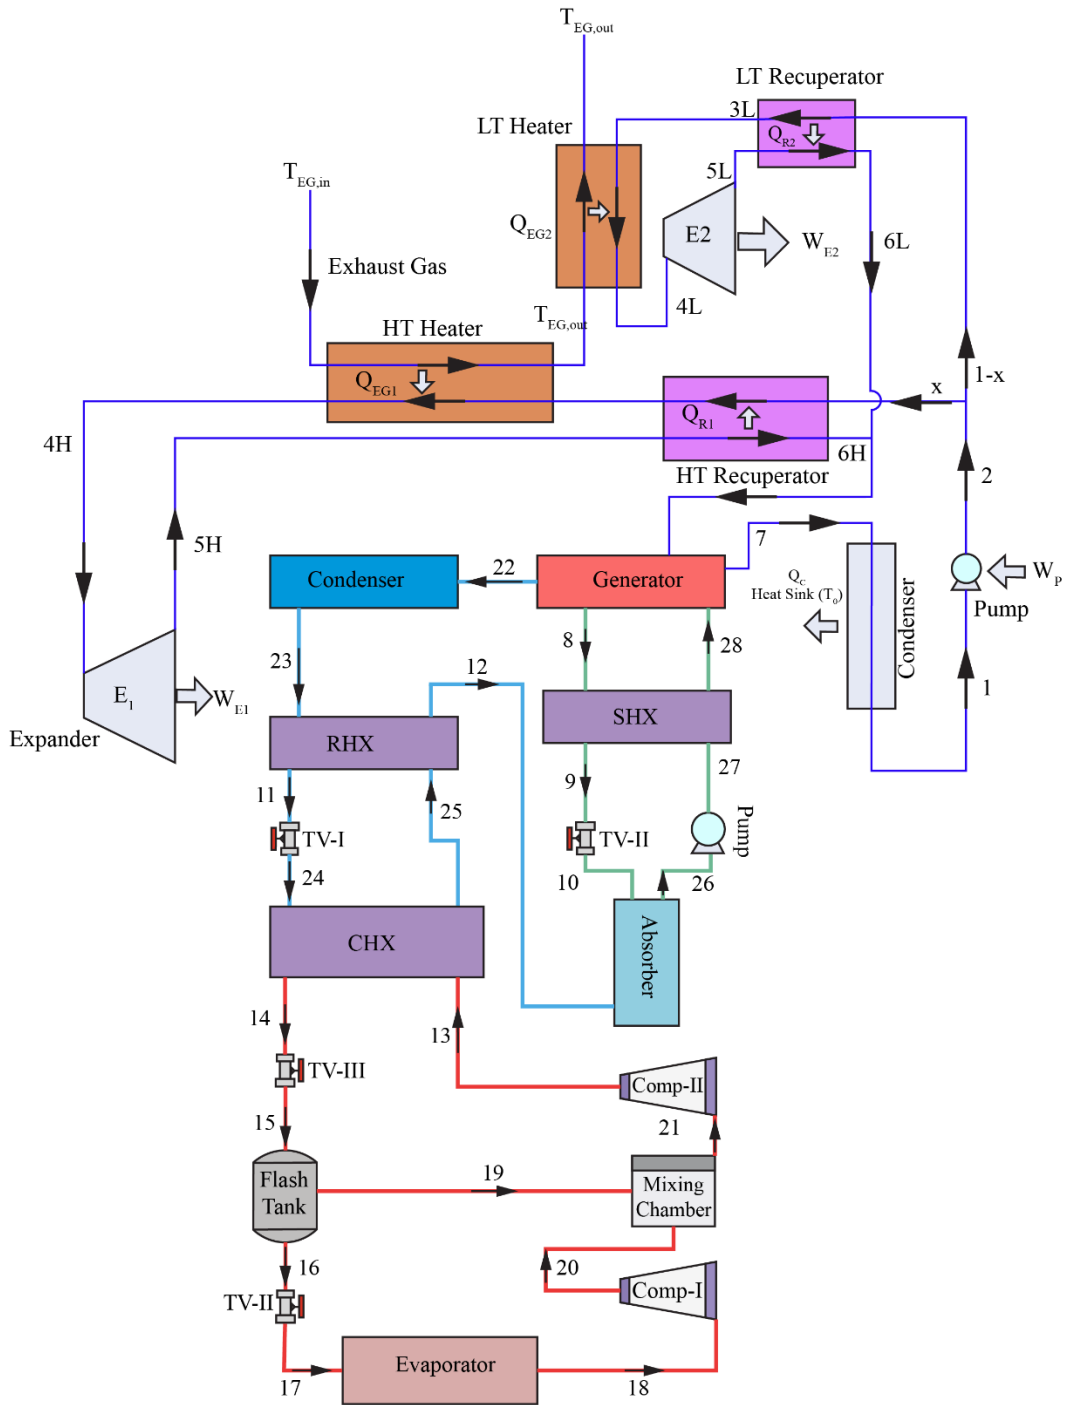 T_EG,out
LT Recuperator
3L
LT Heater
Q_R2
T_EG,in
5L
Q_EG2
E2
W_E2
6L
Exhaust Gas
4L
T_EG,out
HT Heater
1-x
Q_EG1
x
Q_R1
4H
6H
HT Recuperator
2
5H
7
22
Condenser
Generator
Q_C
Heat Sink (T_0)
W_P
Pump
Condenser
8
28
23
12
1
E_1
W_E1
SHX
Expander
RHX
9
27
11
25
TV-I
TV-II
Pump
24
10
26
CHX
Absorber
14
13
TV-III
Comp-II
15
21
19
Flash
Tank
Mixing
Chamber
16
20
TV-II
Comp-I
Evaporator
17
18